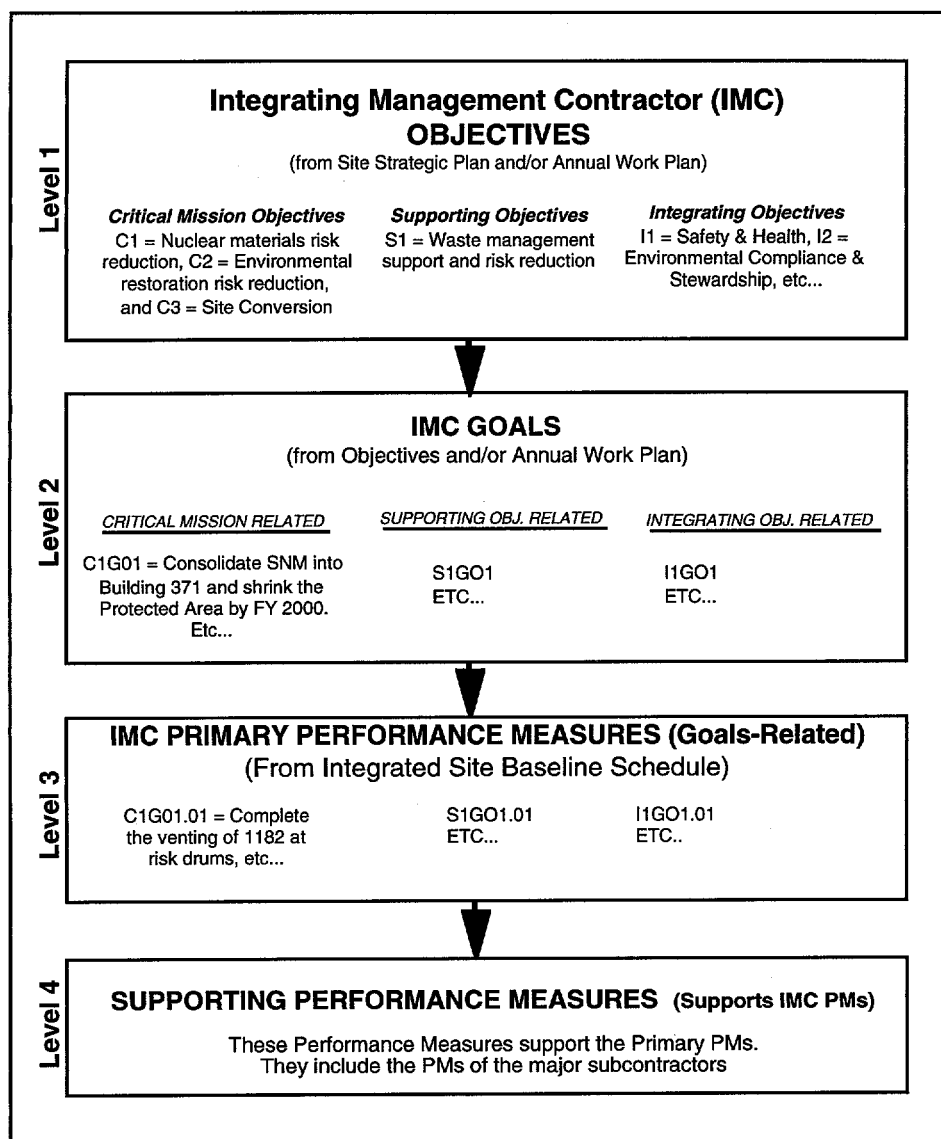 Level 1
Integrating Management Contractor (IMC)
OBJECTIVES
(from Site Strategic Plan and/or Annual Work Plan)
Critical Mission Objectives
C1 = Nuclear materials risk
reduction, C2 = Environmental
restoration risk reduction,
and C3 = Site Conversion
Supporting Objectives
S1 = Waste management
support and risk reduction
Integrating Objectives
I1 = Safety & Health, I2 =
Environmental Compliance &
Stewardship, etc...
Level 2
IMC GOALS
(from Objectives and/or Annual Work Plan)
CRITICAL MISSION RELATED
C1G01 = Consolidate SNM into
Building 371 and shrink the
Protected Area by FY 2000.
Etc...
SUPPORTING OBJ. RELATED
S1GO1
ETC...
INTEGRATING OBJ. RELATED
I1GO1
ETC...
Level 3
IMC PRIMARY PERFORMANCE MEASURES (Goals-Related)
(From Integrated Site Baseline Schedule)
C1G01.01 = Complete
the venting of 1182 at
risk drums, etc...
S1GO1.01
ETC...
I1GO1.01
ETC..
Level 4
SUPPORTING PERFORMANCE MEASURES (Supports IMC PMs)
These Performance Measures support the Primary PMs.
They include the PMs of the major subcontractors